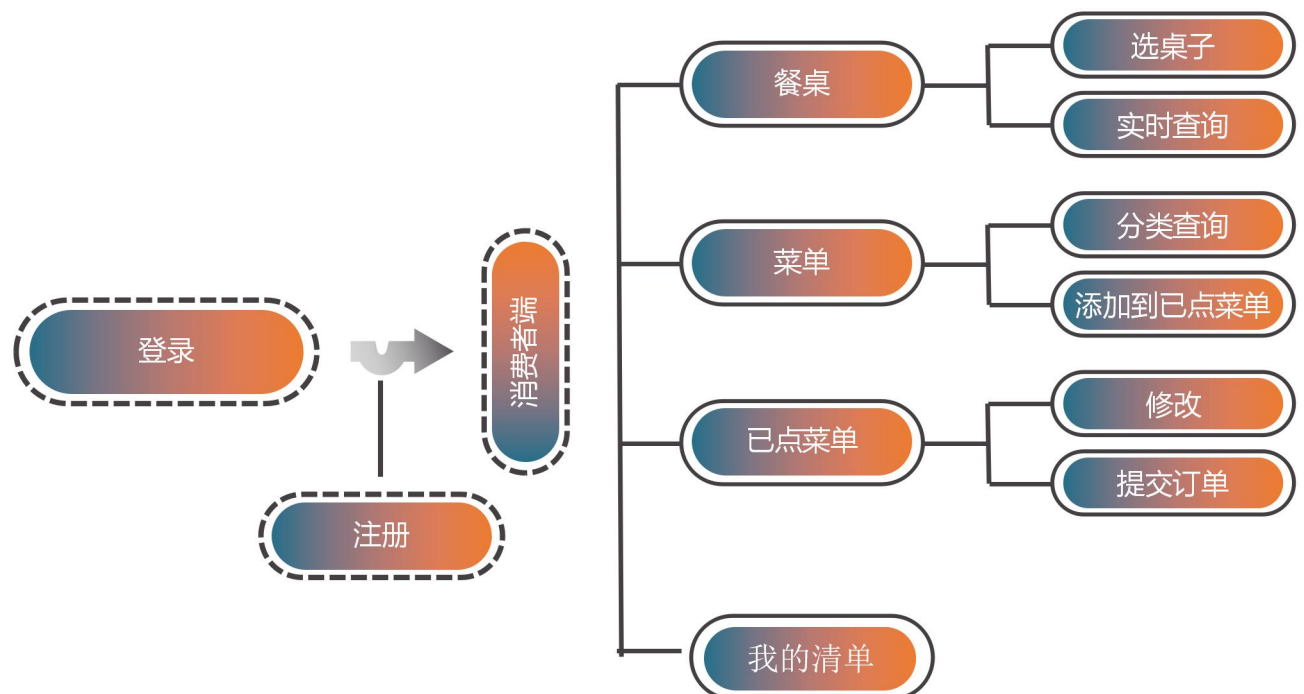 登录
注册
消费者端
餐桌
选桌子
实时查询
菜单
分类查询
添加到已点菜单
已点菜单
修改
提交订单
我的清单